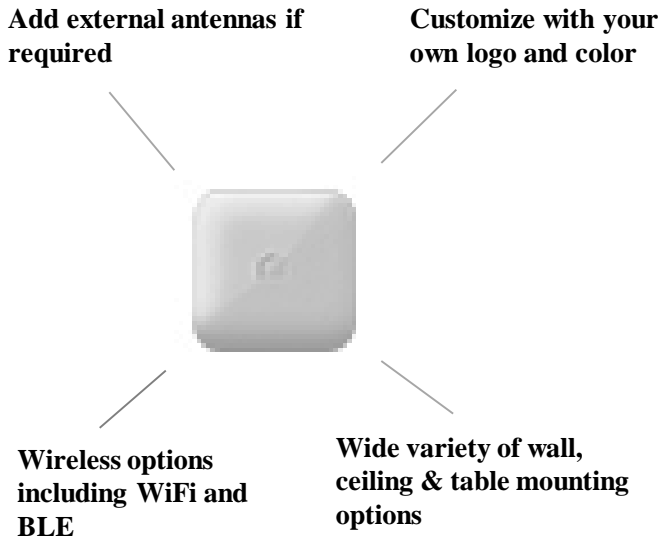 Add external antennas if
required
Customize with your
own logo and color
Wireless options
including WiFi and
BLE
Wide variety of wall,
ceiling & table mounting
options